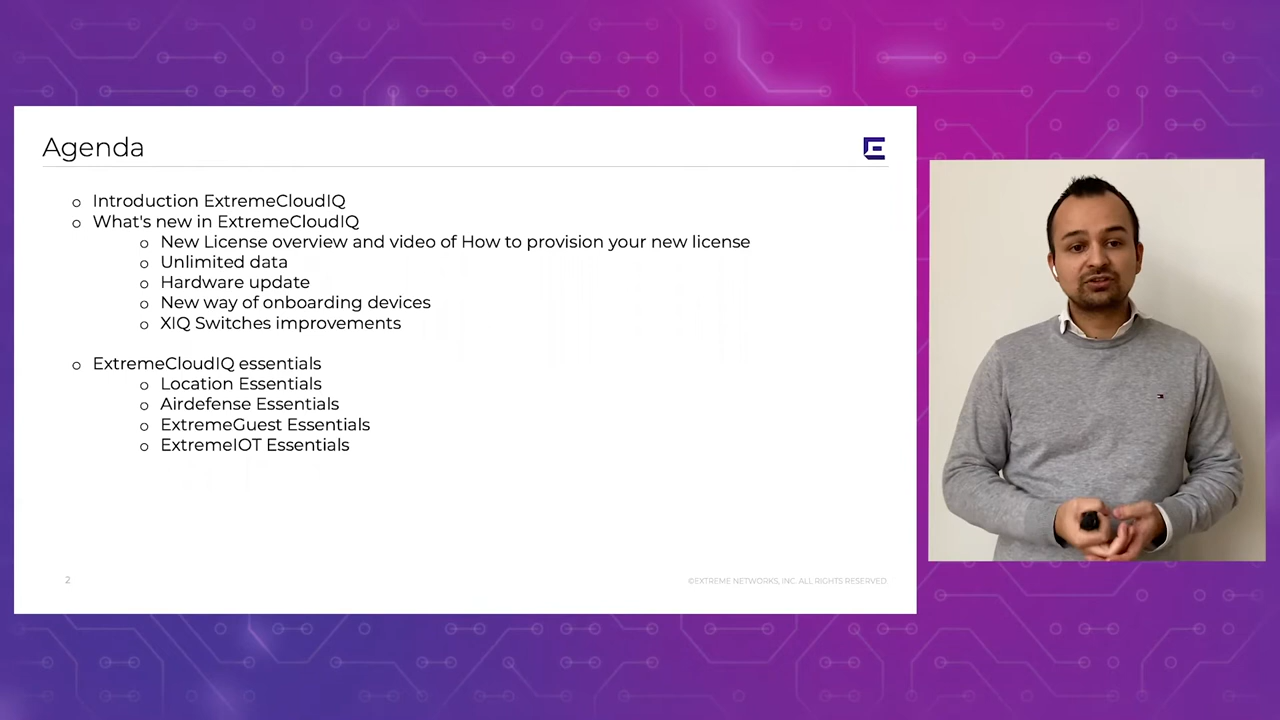 Agenda
Introduction ExtremeCloudIQ
What's new in ExtremeCloudIQ
New License overview and video of How to provision your new license
Unlimited data
Hardware update
New way of onboarding devices
XIQ Switches improvements
ExtremeCloudIQ essentials
Location Essentials
Airdefense Essentials
ExtremeGuest Essentials
ExtremeIOT Essentials
2
©EXTREME NETWORKS, INC. ALL RIGHTS RESERVED